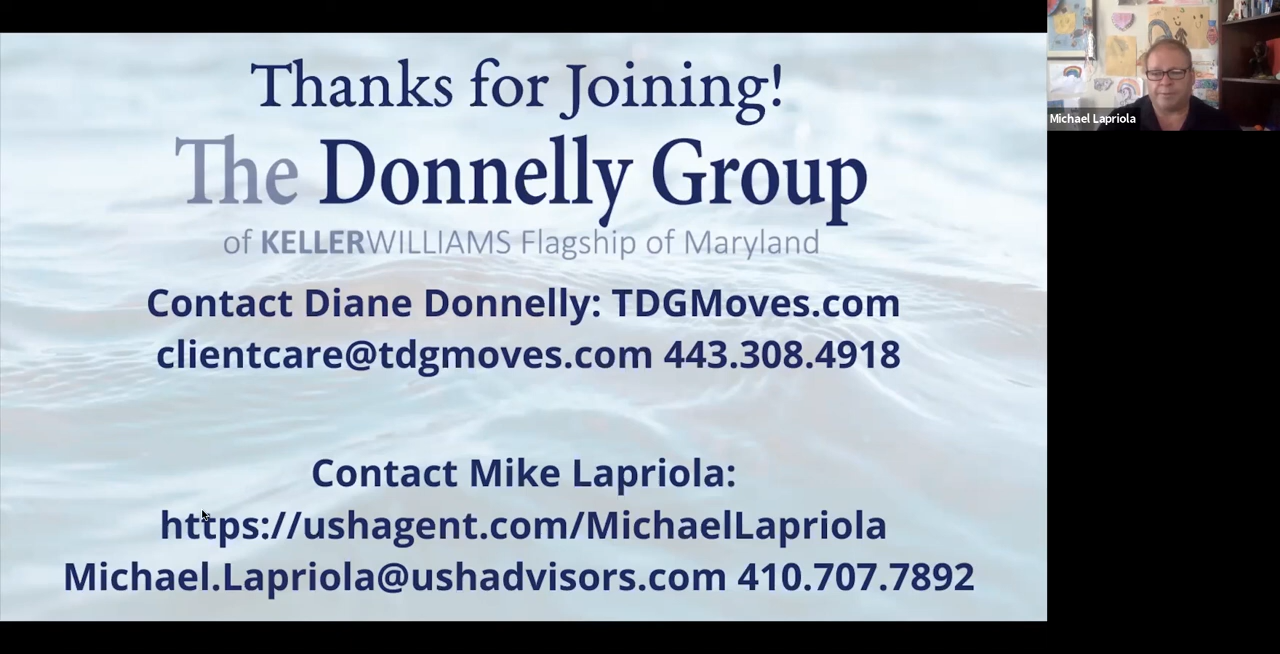 Thanks for Joining!
The Donnelly Group
of KELLERWILLIAMS Flagship of Maryland
Contact Diane Donnelly: TDGMoves.com
clientcare@tdgmoves.com 443.308.4918
Contact Mike Lapriola:
https://ushagent.com/MichaelLapriola
Michael.Lapriola@ushadvisors.com 410.707.7892
Michael Lapriola